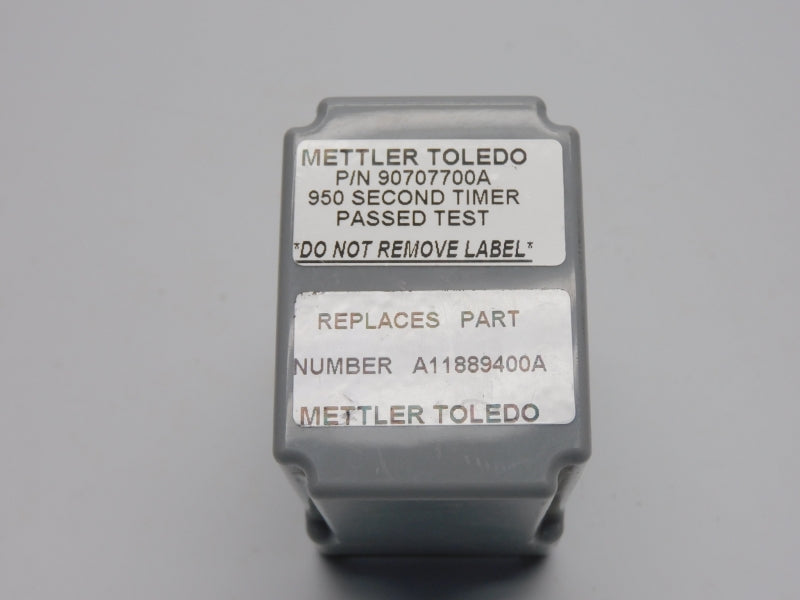 METTLER TOLEDO
P/N 90707700A
950 SECOND TIMER
PASSED TEST
*DO NOT REMOVE LABEL*
REPLACES PART
NUMBER A11889400A
METTLER TOLEDO